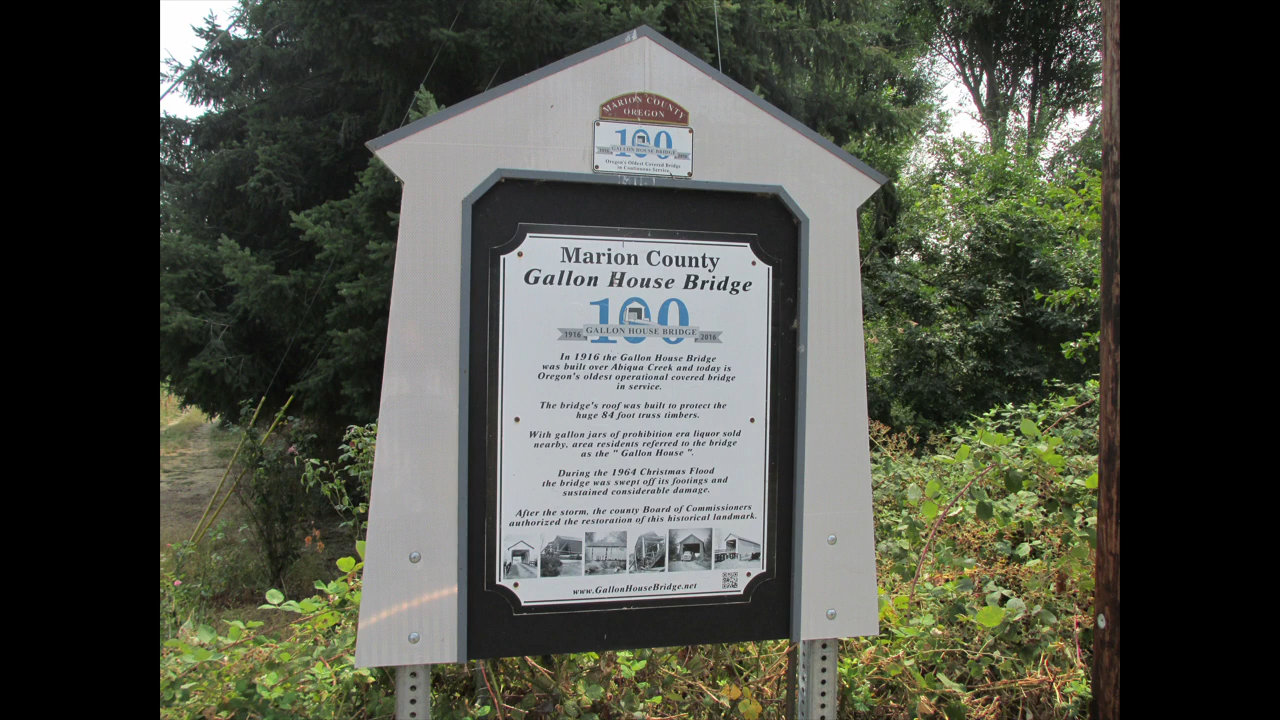 MARION COUNTY
OREGON
100
1916 GALLON HOUSE BRIDGE 2016
Oregon's Oldest Covered Bridge
in Continuous Service
Marion County
Gallon House Bridge
100
1916 GALLON HOUSE BRIDGE 2016
In 1916 the Gallon House Bridge
was built over Abiqua Creek and today is
Oregon's oldest operational covered bridge
in service.
The bridge's roof was built to protect the
huge 84 foot truss timbers.
With gallon jars of prohibition era liquor sold
nearby, area residents referred to the bridge
as the " Gallon House ".
During the 1964 Christmas Flood
the bridge was swept off its footings and
sustained considerable damage.
After the storm, the county Board of Commissioners
authorized the restoration of this historical landmark.
www.GallonHouseBridge.net